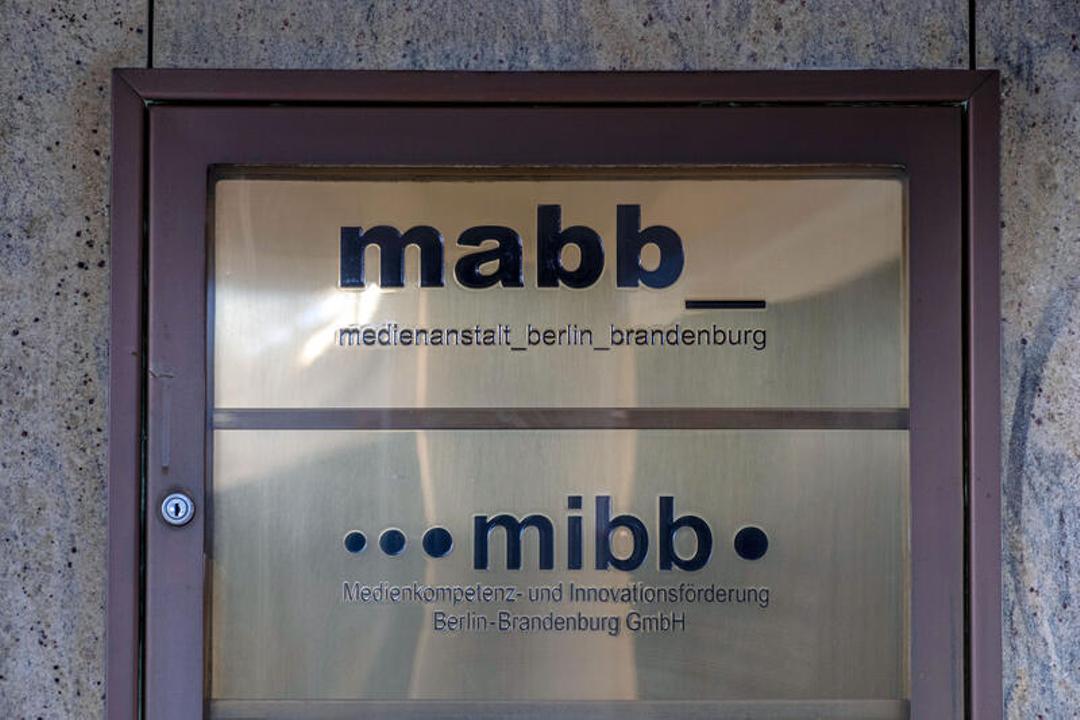 mabb_
medienanstalt_berlin_brandenburg
•••mibb•
Medienkompetenz- und Innovationsförderung
Berlin-Brandenburg GmbH